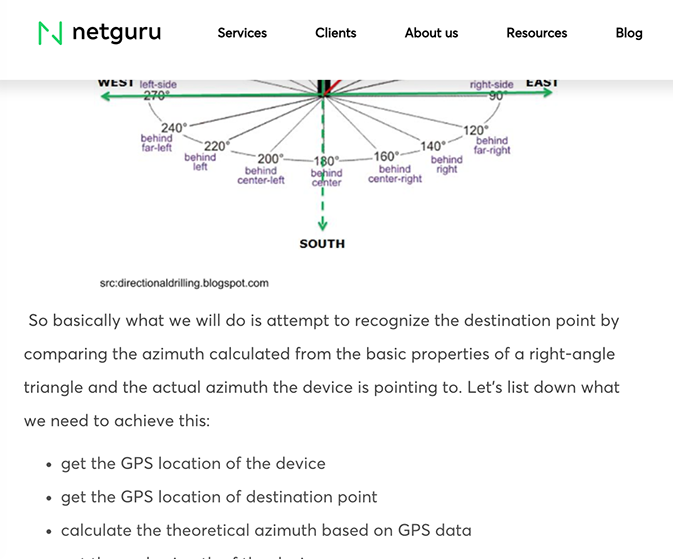 netguru
Services Clients About us Resources Blog
WEST left-side right-side EAST
270° 90°
240° 120°
behind far-left behind far-right
220° 140°
behind left behind right
200° 180° 160°
behind center-left behind center behind center-right
SOUTH
src:directionaldrilling.blogspot.com
So basically what we will do is attempt to recognize the destination point by
comparing the azimuth calculated from the basic properties of a right-angle
triangle and the actual azimuth the device is pointing to. Let's list down what
we need to achieve this:
• get the GPS location of the device
• get the GPS location of destination point
• calculate the theoretical azimuth based on GPS data